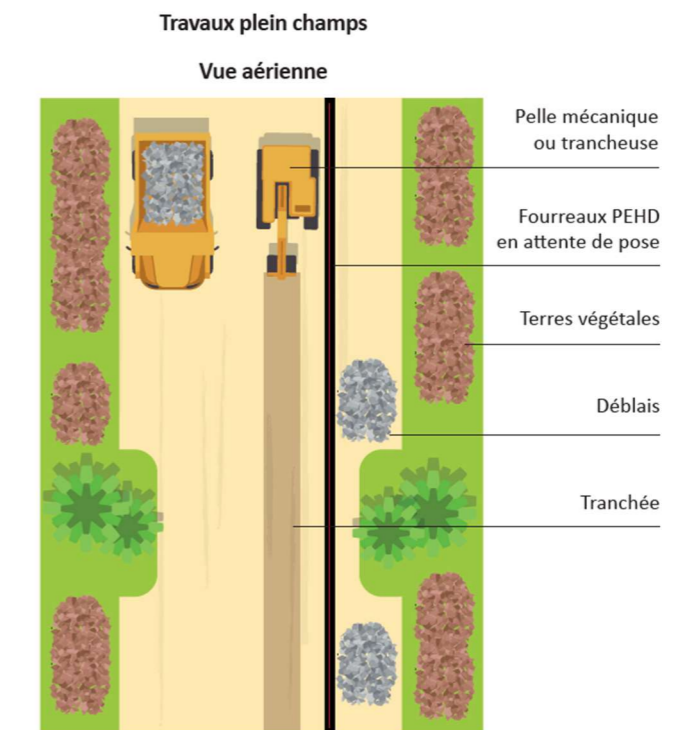 Travaux plein champs
Vue aérienne
Pelle mécanique
ou trancheuse
Fourreaux PEHD
en attente de pose
Terres végétales
Déblais
Tranchée